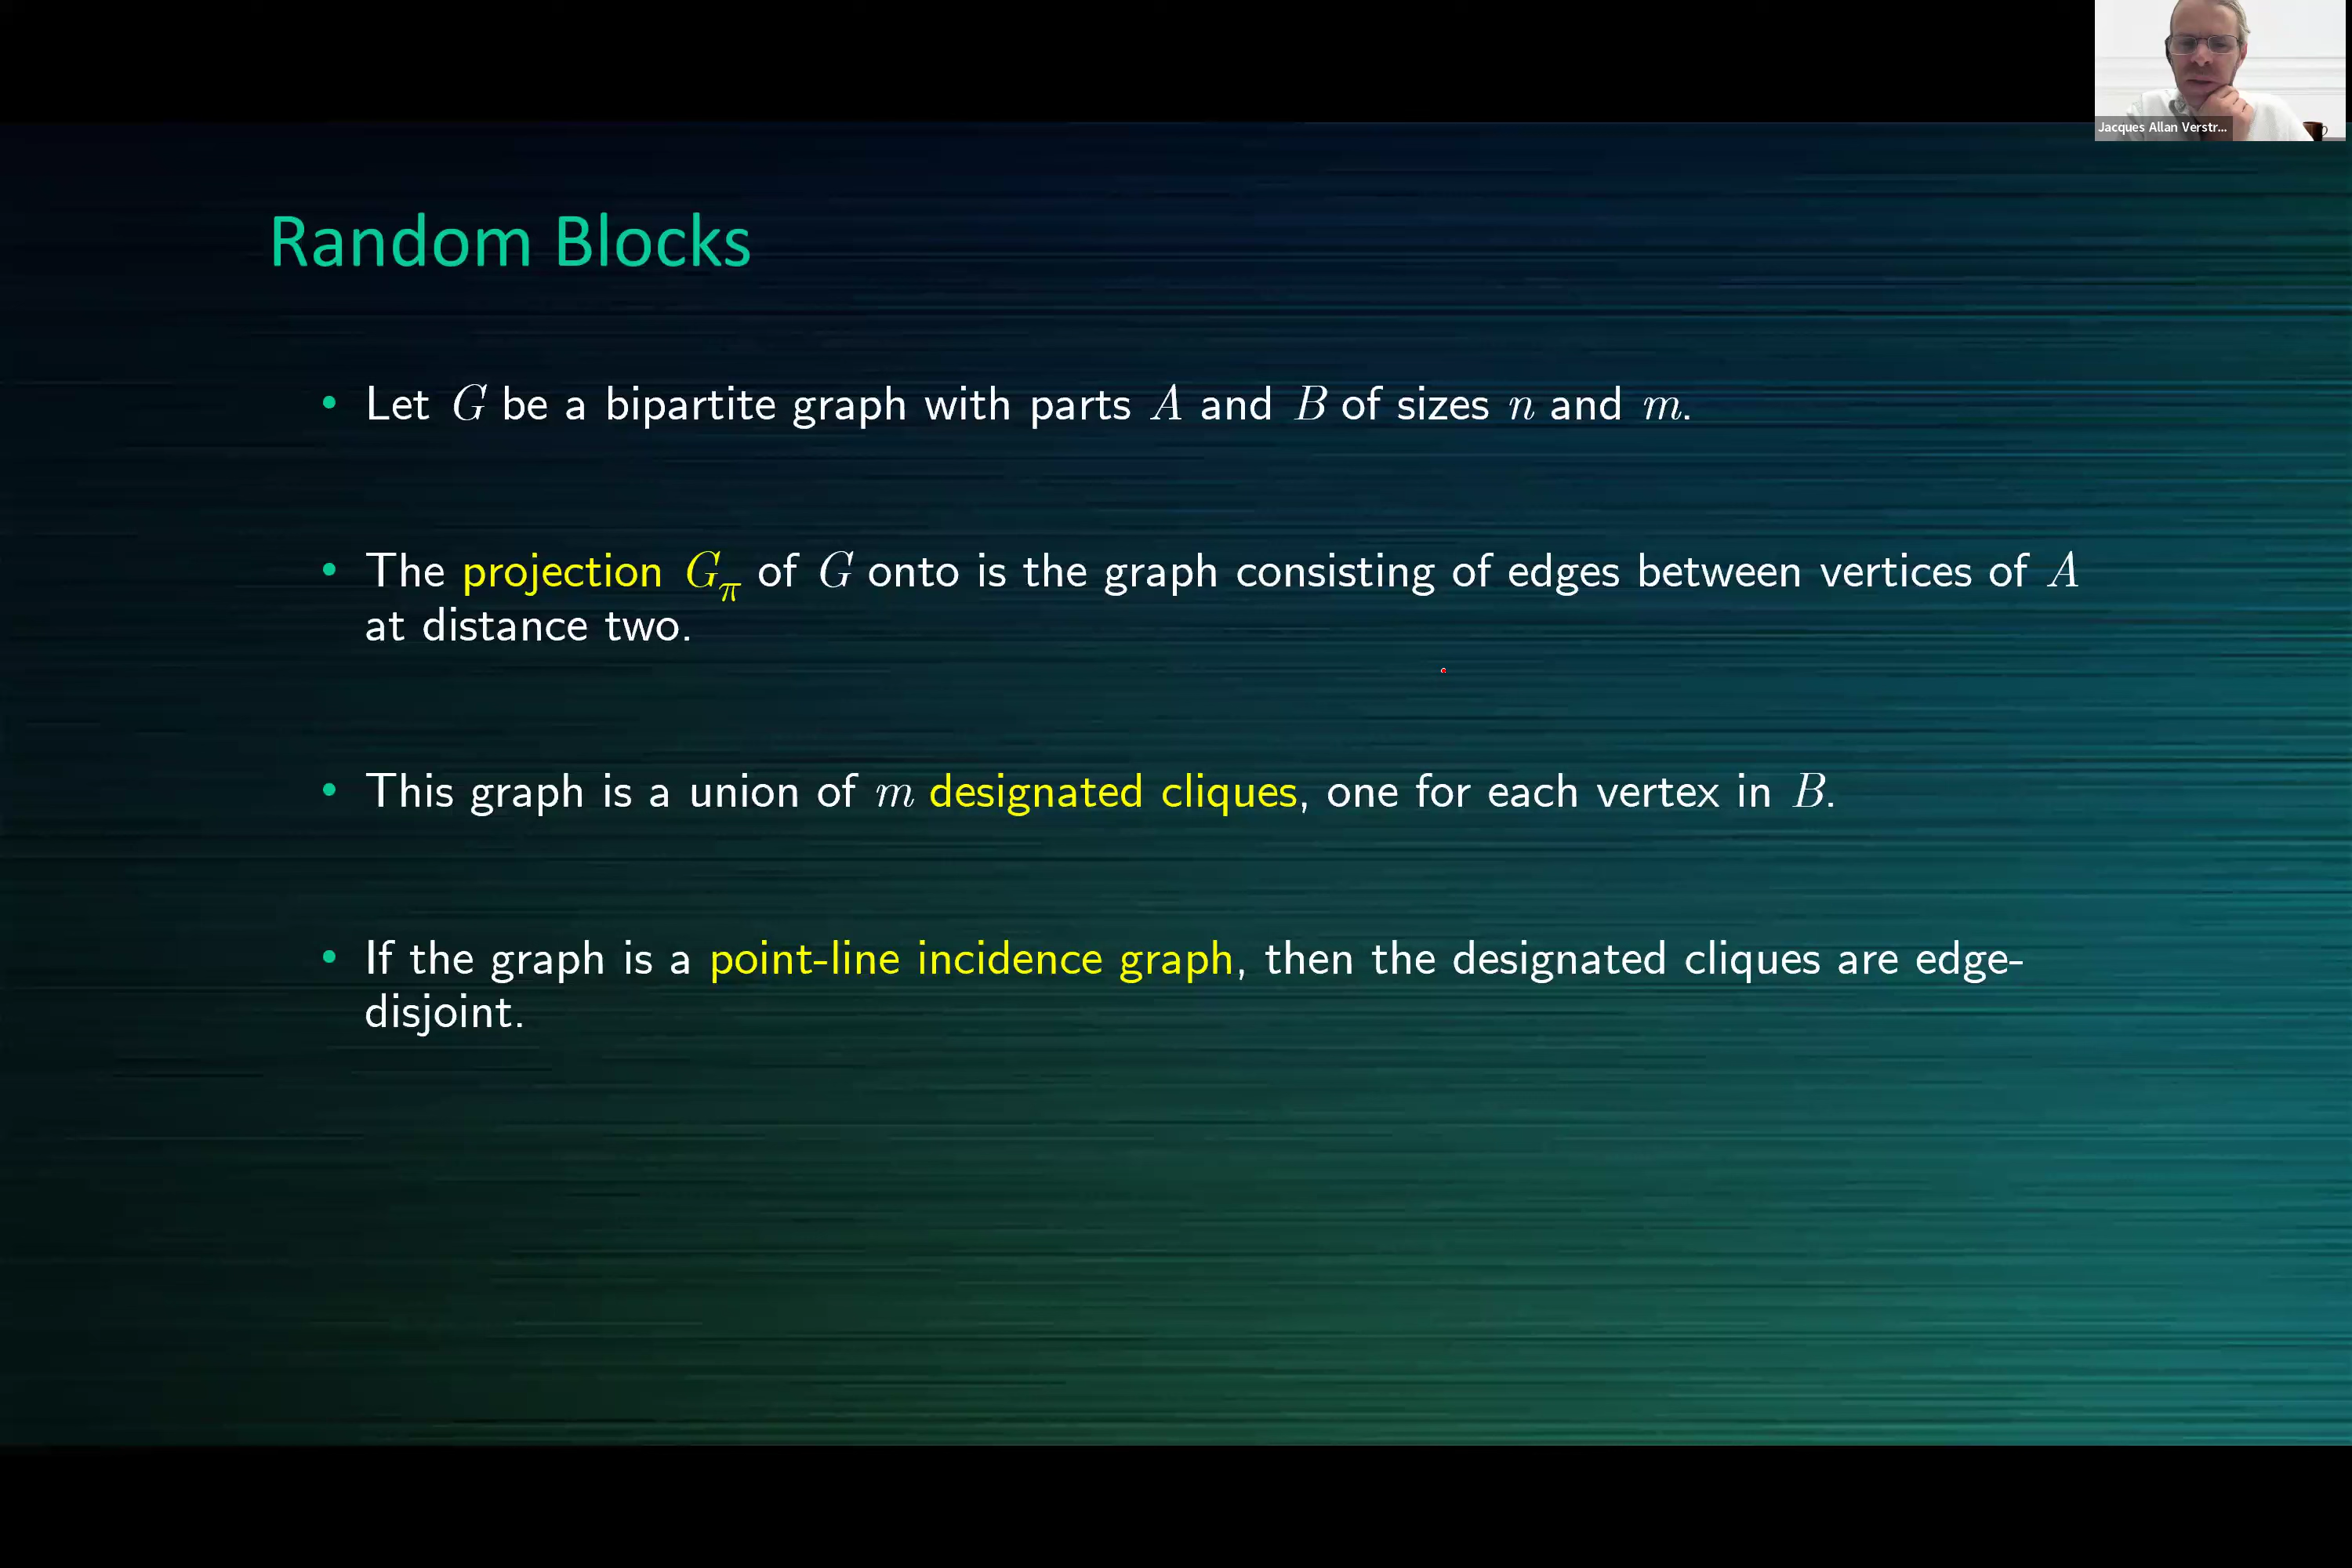 Jacques Allan Verstr...
Random Blocks
• Let G be a bipartite graph with parts A and B of sizes n and m.
• The projection G_π of G onto is the graph consisting of edges between vertices of A
at distance two.
• This graph is a union of m designated cliques, one for each vertex in B.
• If the graph is a point-line incidence graph, then the designated cliques are edge-
disjoint.